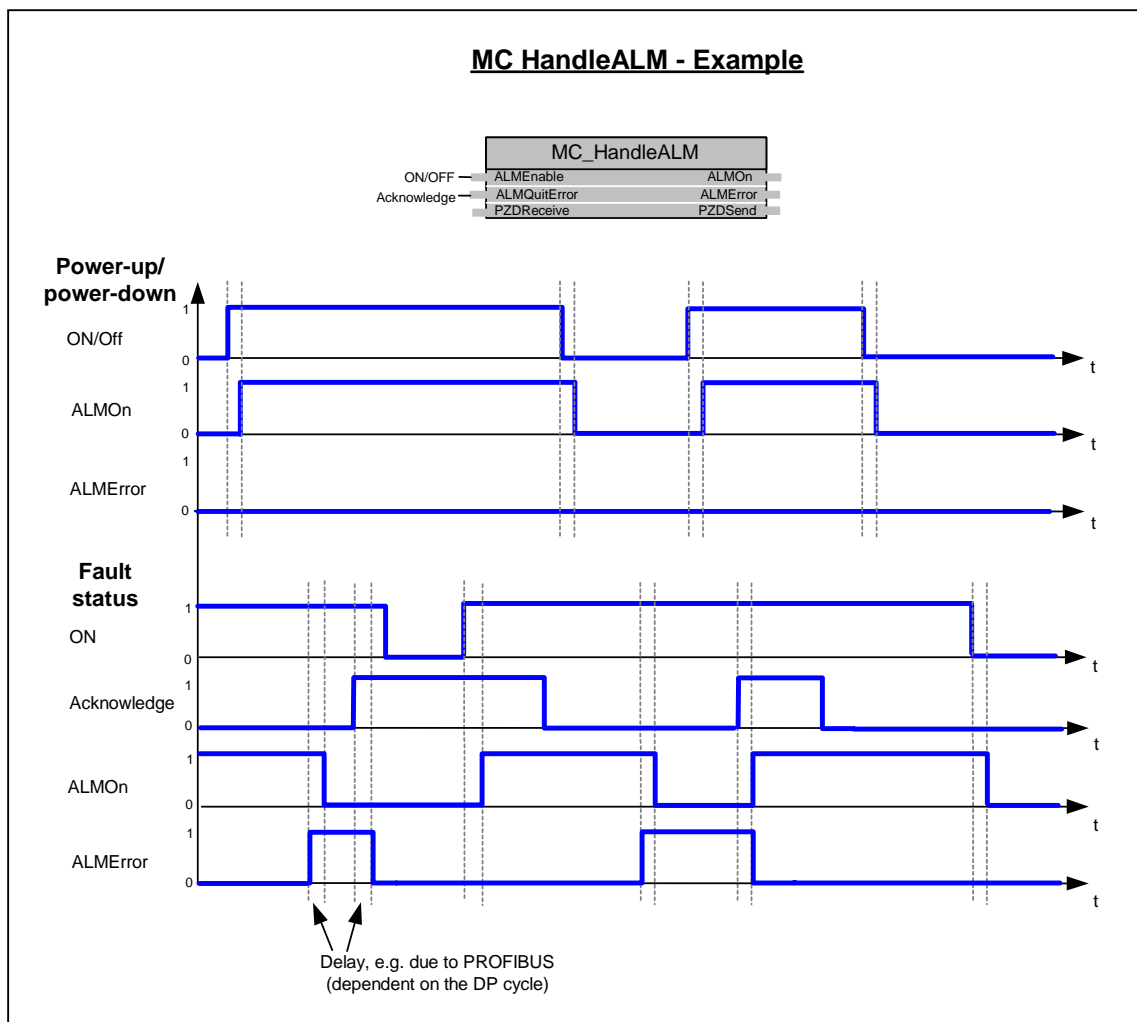 MC HandleALM - Example
MC_HandleALM
ON/OFF
ALMEnable
ALMOn
Acknowledge
ALMQuitError
ALMError
PZDReceive
PZDSend
Power-up/
power-down
1
ON/Off
0
t
1
ALMOn
0
t
1
ALMError
0
t
Fault
status
1
ON
0
t
1
Acknowledge
0
t
1
ALMOn
0
t
1
ALMError
0
t
Delay, e.g. due to PROFIBUS
(dependent on the DP cycle)